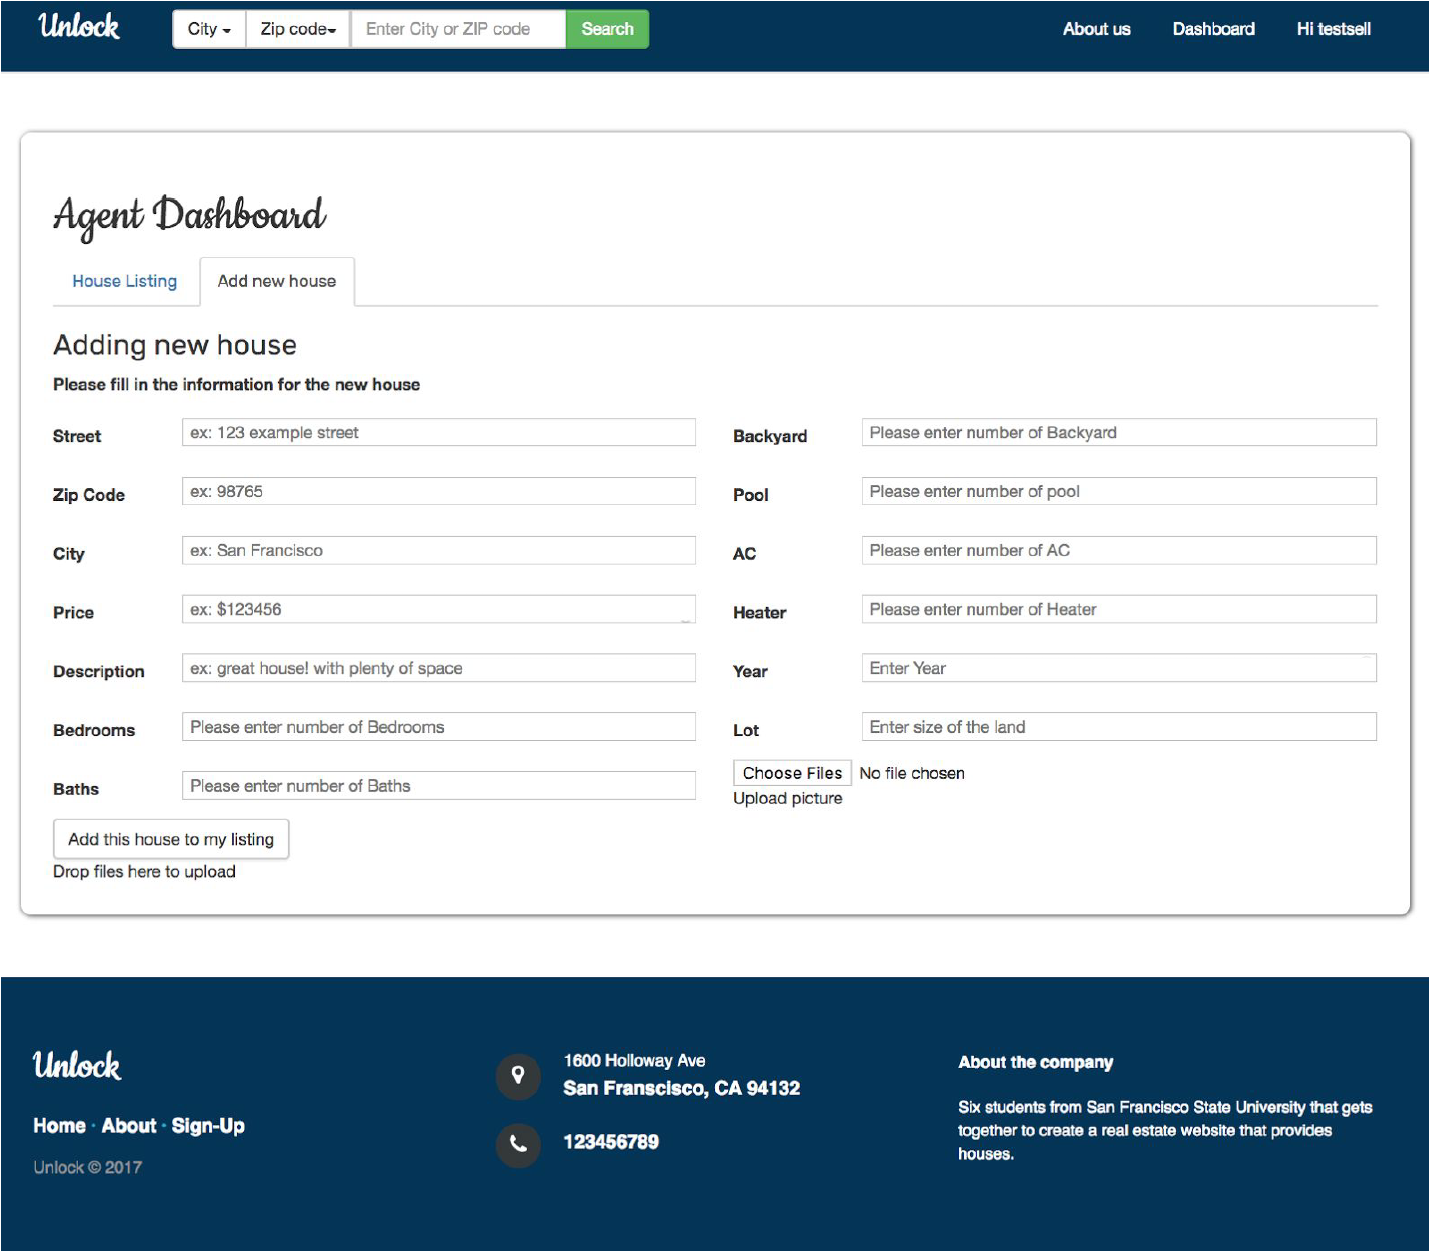 Unlock
City
Zip code
Enter City or ZIP code
Search
About us
Dashboard
Hi testsell
Agent Dashboard
House Listing
Add new house
Adding new house
Please fill in the information for the new house
Street
ex: 123 example street
Zip Code
ex: 98765
City
ex: San Francisco
Price
ex: $123456
Description
ex: great house! with plenty of space
Bedrooms
Please enter number of Bedrooms
Baths
Please enter number of Baths
Add this house to my listing
Drop files here to upload
Backyard
Please enter number of Backyard
Pool
Please enter number of pool
AC
Please enter number of AC
Heater
Please enter number of Heater
Year
Enter Year
Lot
Enter size of the land
Choose Files No file chosen
Upload picture
Unlock
Home · About · Sign-Up
Unlock © 2017
1600 Holloway Ave
San Franscisco, CA 94132
123456789
About the company
Six students from San Francisco State University that gets
together to create a real estate website that provides
houses.